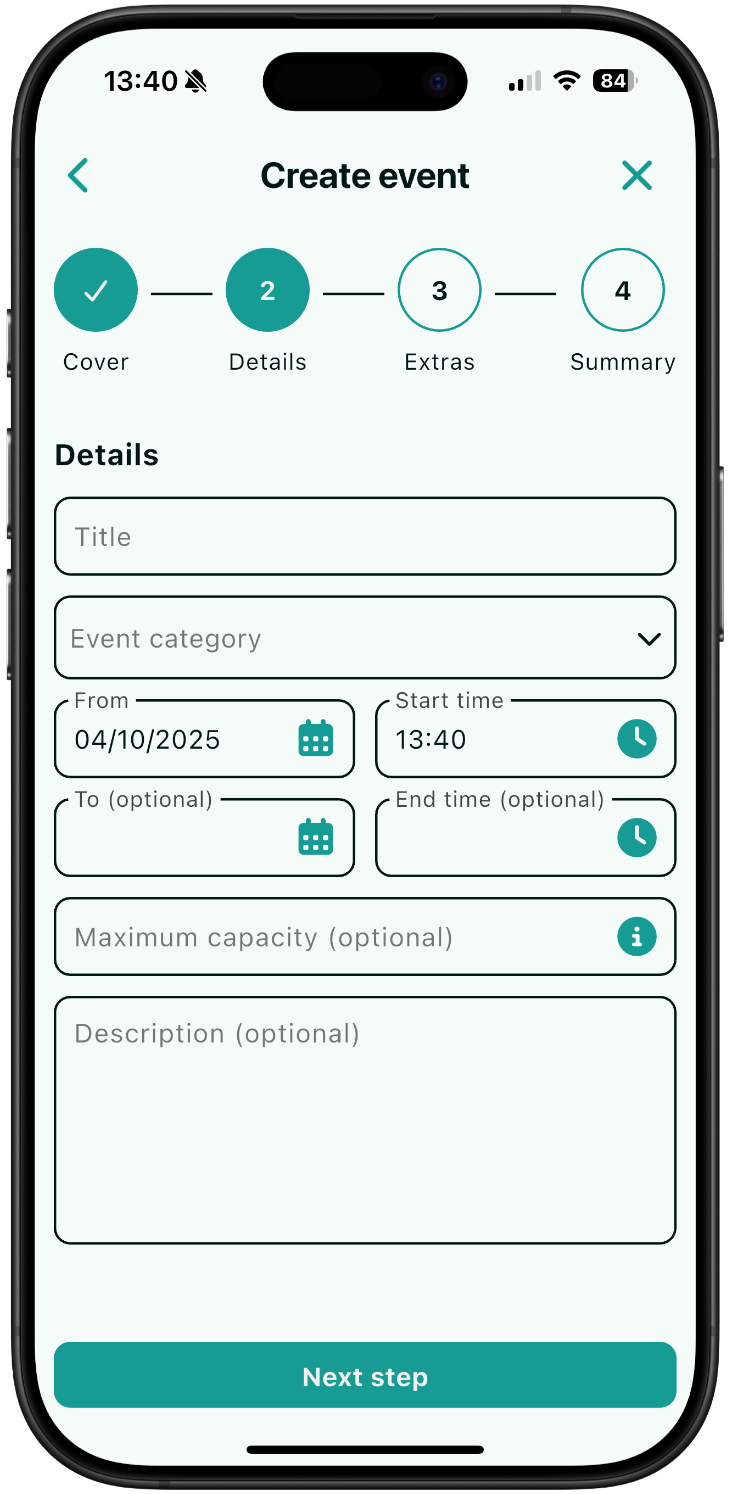 13:40 84
Create event
2 3 4
Cover Details Extras Summary
Details
Title
Event category
From Start time
04/10/2025 13:40
To (optional) End time (optional)
Maximum capacity (optional)
Description (optional)
Next step